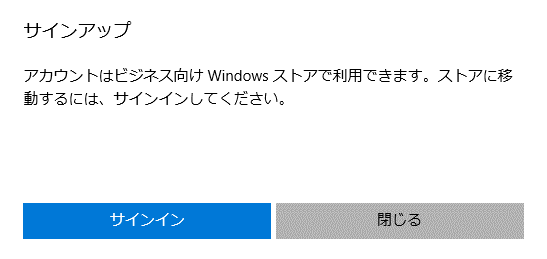 サインアップ
アカウントはビジネス向け Windows ストアで利用できます。ストアに移
動するには、サインインしてください。
サインイン
閉じる